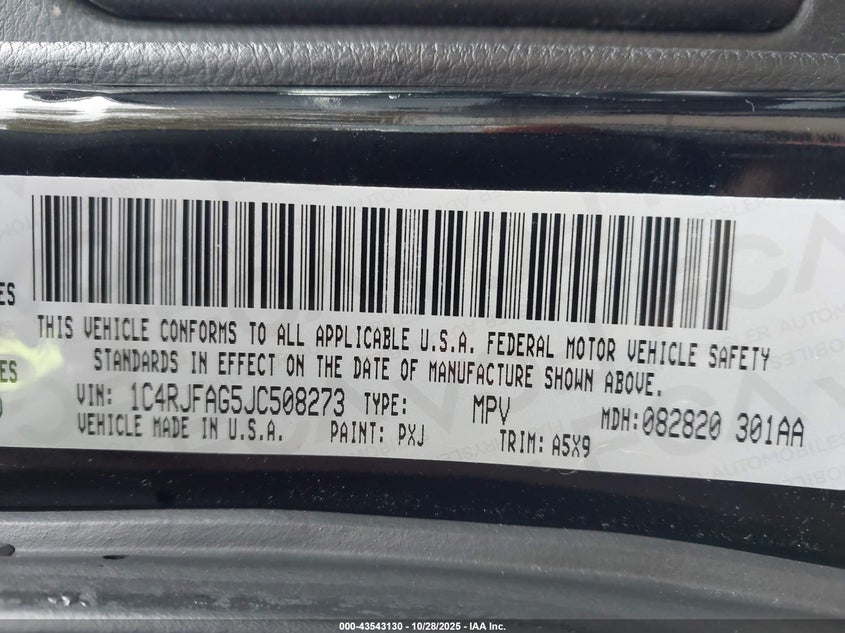 ES
THIS VEHICLE CONFORMS TO ALL APPLICABLE U.S.A. FEDERAL MOTOR VEHICLE SAFETY
STANDARDS IN EFFECT ON THE DATE OF MANUFACTURE SHOWN ABOVE.
ES
VIN: 1C4RJFAG5JC508273 TYPE: MPV MDH:082820 301AA
VEHICLE MADE IN U.S.A. PAINT: PXJ TRIM: A5X9
000-43543130 - 10/28/2025 - IAA Inc.